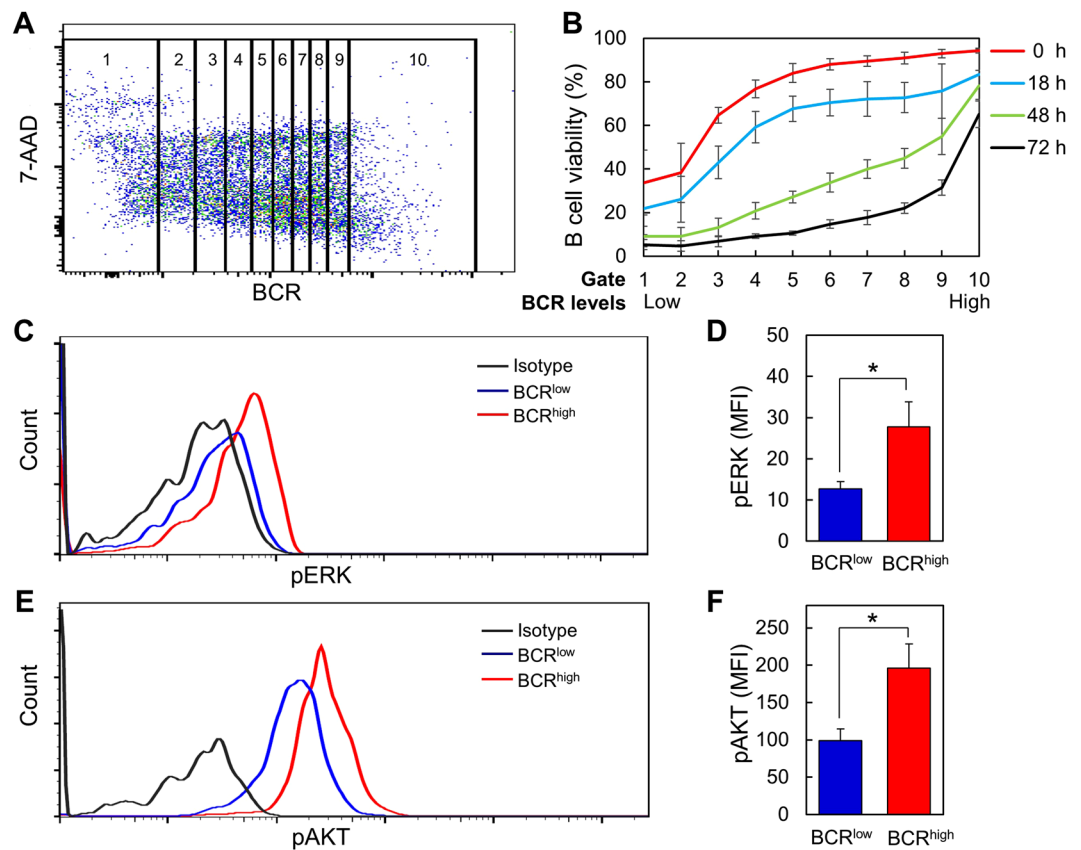 A
1 2 3 4 5 6 7 8 9 10
7-AAD
BCR
B
100
80
60
40
20
0
B cell viability (%)
0 h
18 h
48 h
72 h
Gate 1 2 3 4 5 6 7 8 9 10
BCR levels Low High
C
Count
Isotype
BCRlow
BCRhigh
pERK
D
50
40
30
20
10
0
pERK (MFI)
*
BCRlow BCRhigh
E
Count
Isotype
BCRlow
BCRhigh
pAKT
F
250
200
150
100
50
0
pAKT (MFI)
*
BCRlow BCRhigh